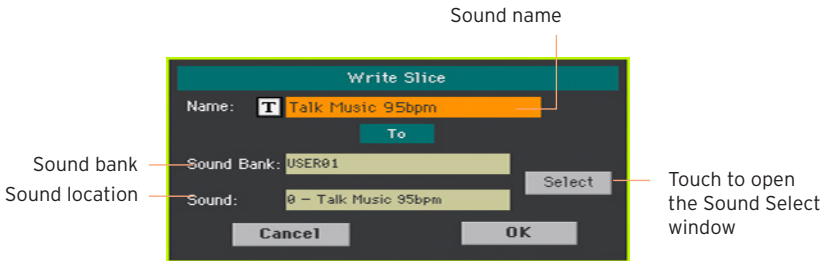 Sound name
Write Slice
Name: T Talk Music 95bpm
To
Sound bank
Sound Bank: USER01
Sound location
Sound: 0 - Talk Music 95bpm
Select
Touch to open
the Sound Select
window
Cancel OK